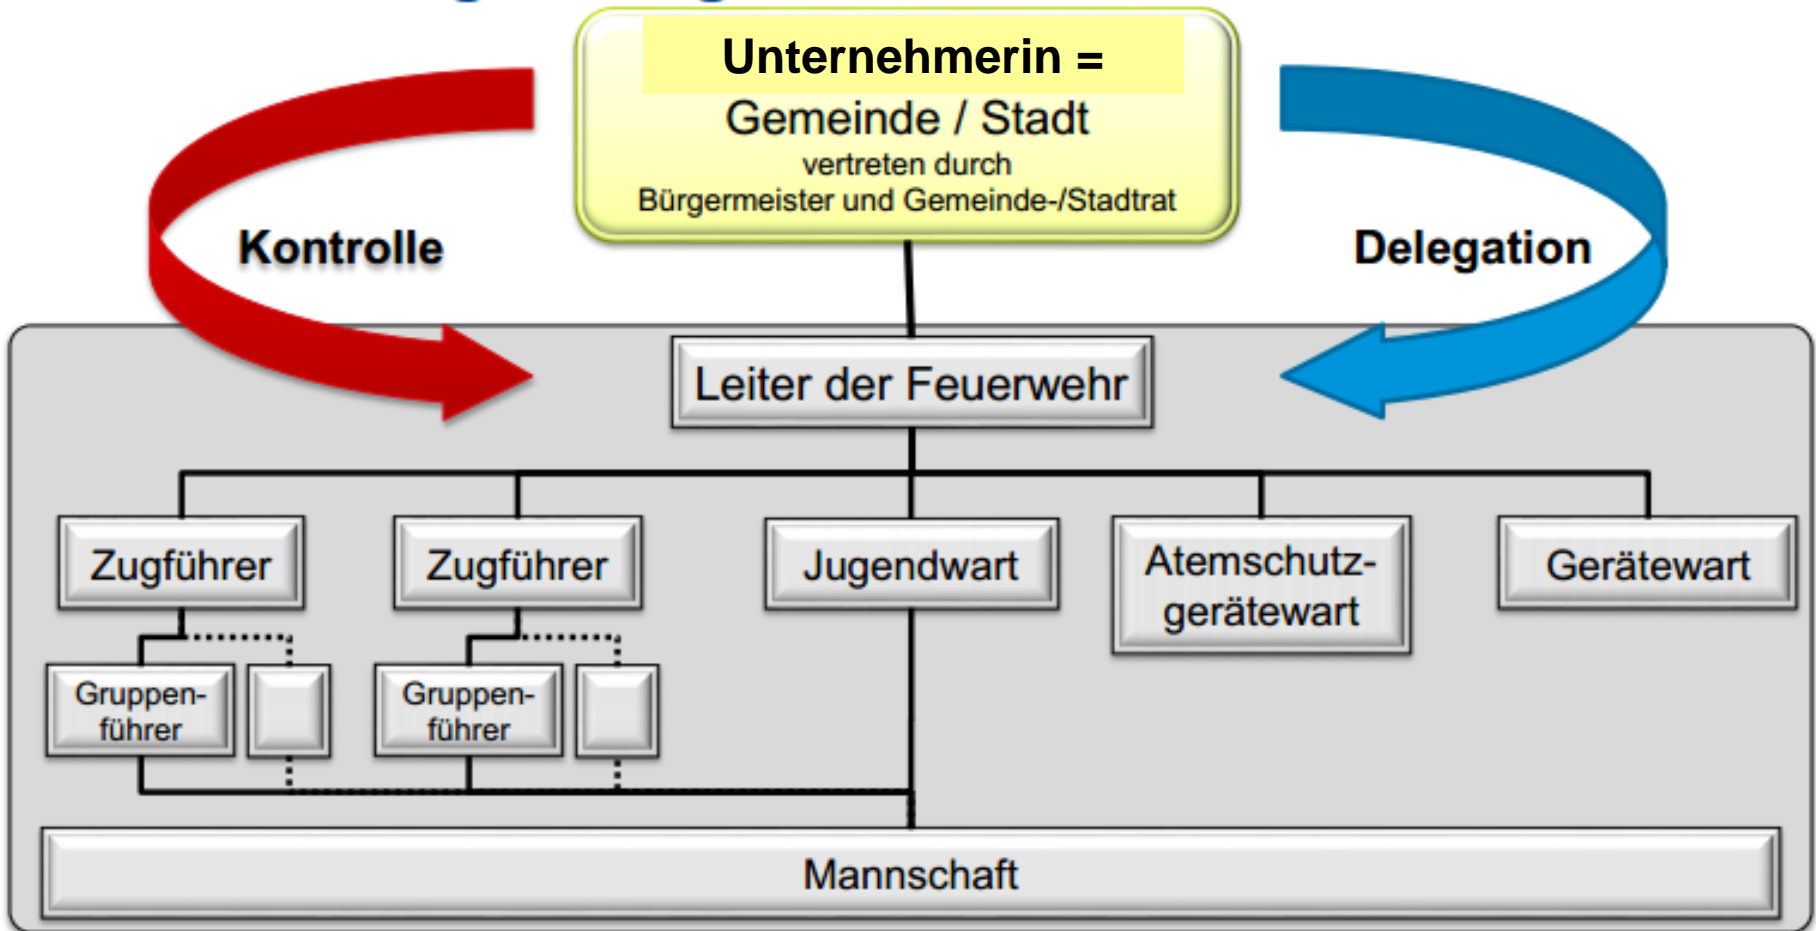 Unternehmerin =
Gemeinde / Stadt
vertreten durch
Bürgermeister und Gemeinde-/Stadtrat
Kontrolle
Delegation
Leiter der Feuerwehr
Zugführer
Zugführer
Jugendwart
Atemschutz-
gerätewart
Gerätewart
Gruppen-
führer
Gruppen-
führer
Mannschaft